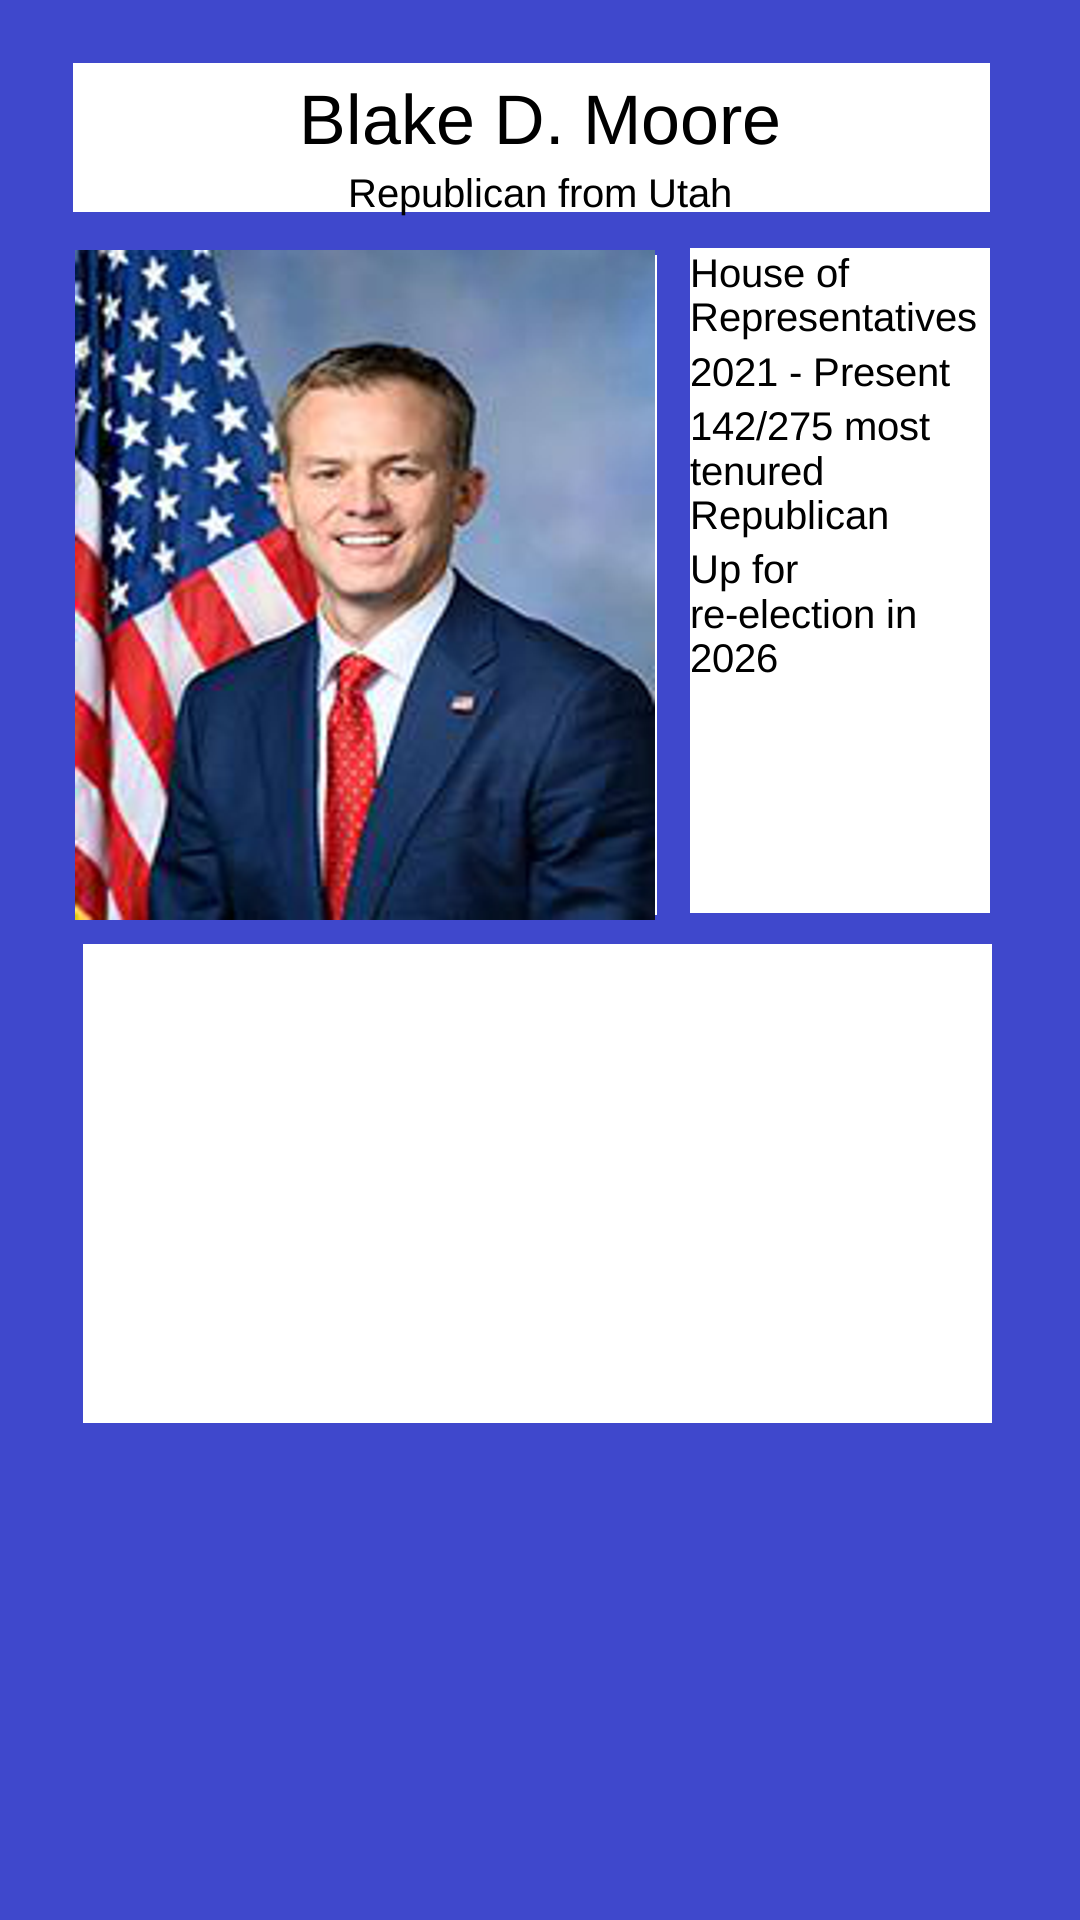 Blake D. Moore
Republican from Utah
House of
Representatives
2021 - Present
142/275 most
tenured
Republican
Up for
re-election in
2026